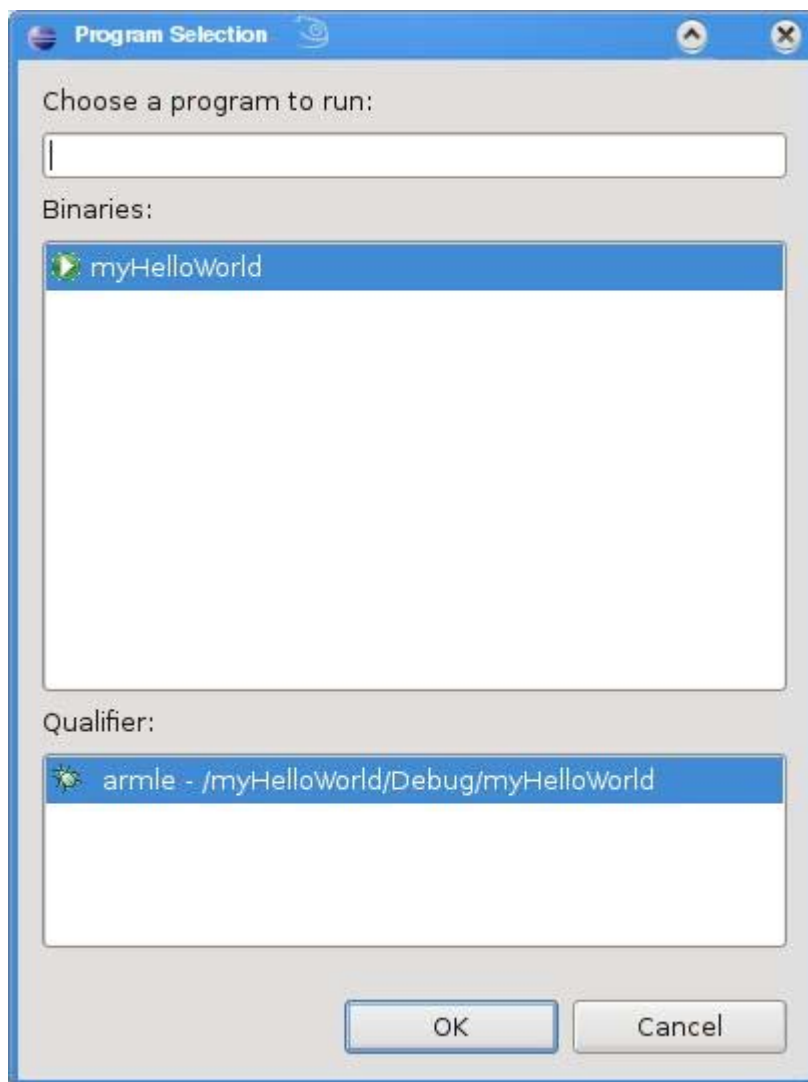 Program Selection
Choose a program to run:
Binaries:
myHelloWorld
Qualifier:
armle - /myHelloWorld/Debug/myHelloWorld
OK
Cancel